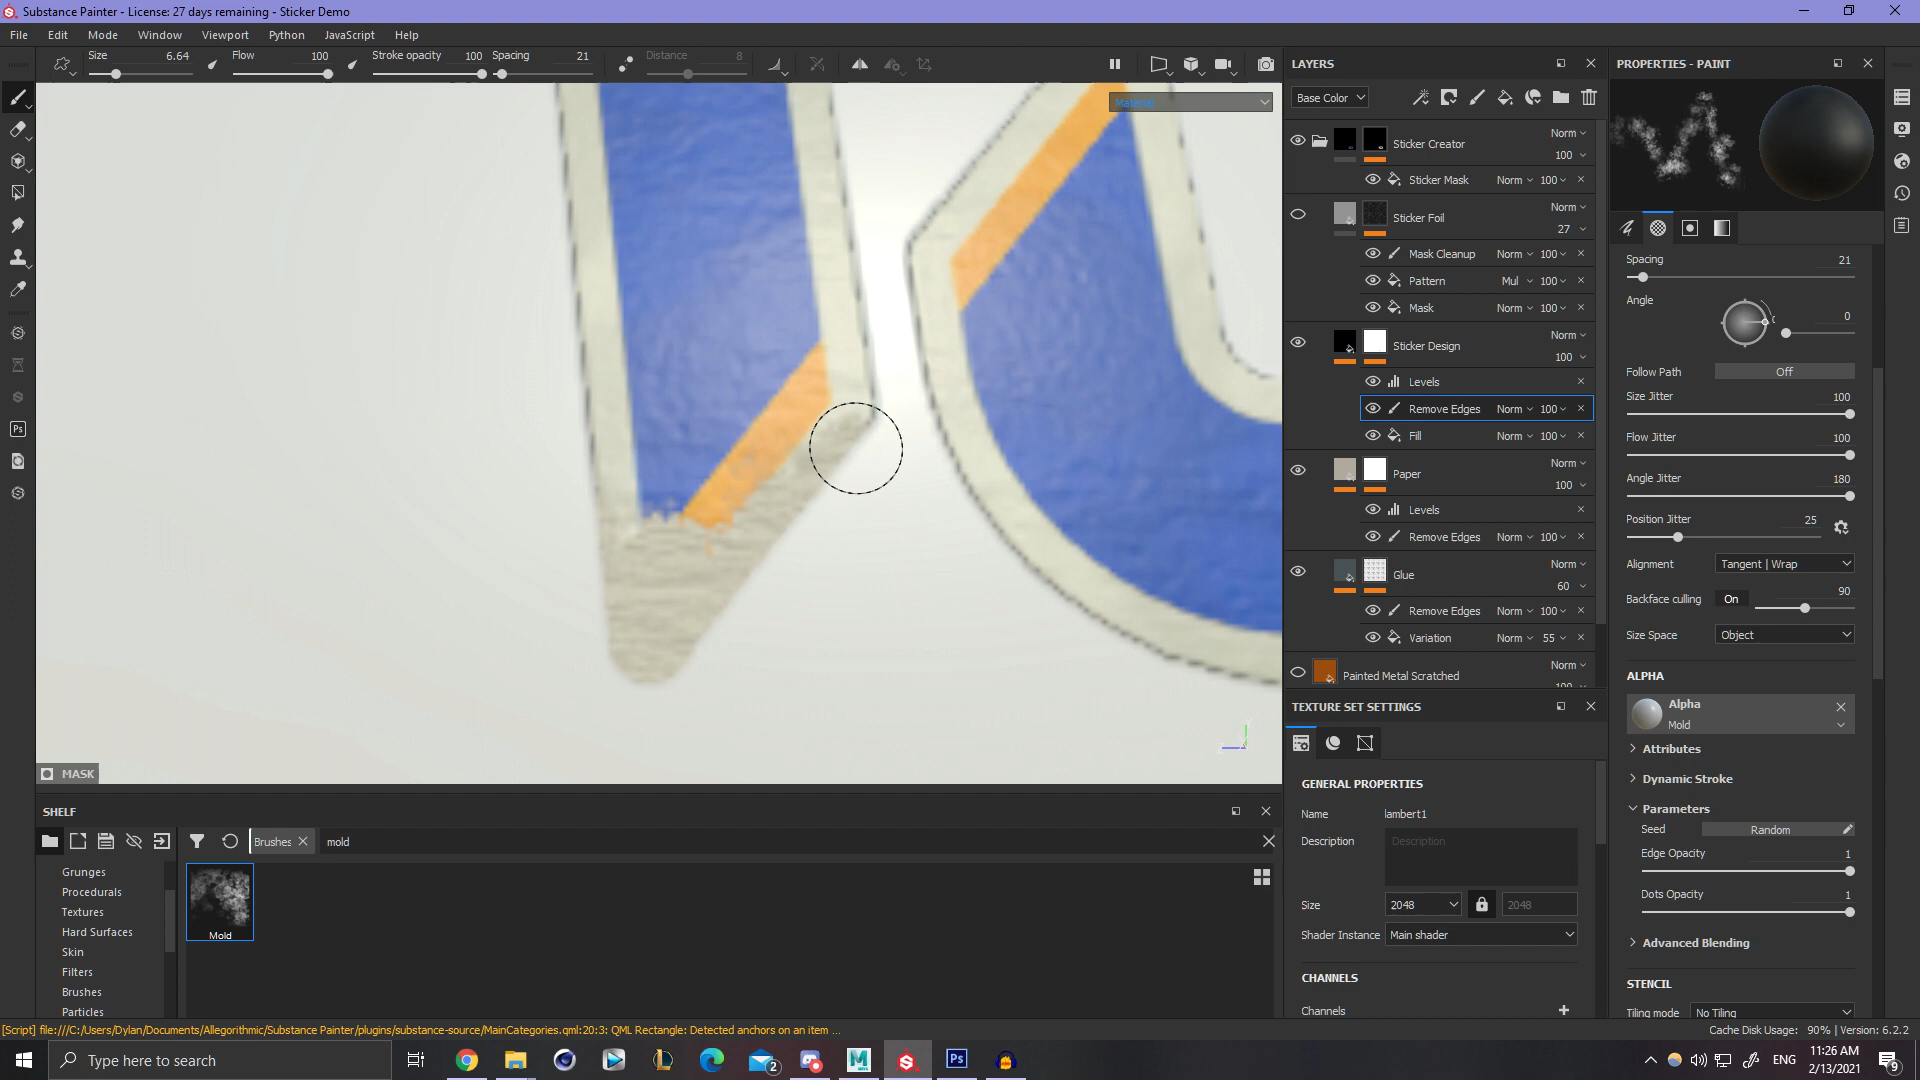 Substance Painter - License: 27 days remaining - Sticker Demo
File Edit Mode Window Viewport Python JavaScript Help
Size 6.64 Flow 100 Stroke opacity 100 Spacing 21 Distance 8
Material
MASK
LAYERS
Base Color
Sticker Creator Norm 100
Sticker Mask Norm 100
Sticker Foil Norm 27
Mask Cleanup Norm 100
Pattern Mul 100
Mask Norm 100
Sticker Design Norm 100
Levels
Remove Edges Norm 100
Fill Norm 100
Paper Norm 100
Levels
Remove Edges Norm 100
Glue Norm 60
Remove Edges Norm 100
Variation Norm 55
Painted Metal Scratched Norm
TEXTURE SET SETTINGS
GENERAL PROPERTIES
Name lambert1
Description Description
Size 2048 2048
Shader Instance Main shader
CHANNELS
Channels +
PROPERTIES - PAINT
Spacing 21
Angle 0
Follow Path Off
Size Jitter 100
Flow Jitter 100
Angle Jitter 180
Position Jitter 25
Alignment Tangent | Wrap
Backface culling On 90
Size Space Object
ALPHA
Alpha
Mold
Attributes
Dynamic Stroke
Parameters
Seed Random
Edge Opacity 1
Dots Opacity 1
Advanced Blending
STENCIL
Tiling mode No Tiling
SHELF
Brushes mold
Grunges
Procedurals
Textures
Hard Surfaces
Skin
Filters
Brushes
Particles
Mold
[Script] file:///C:/Users/Dylan/Documents/Allegorithmic/Substance Painter/plugins/substance-source/MainCategories.qml:20:3: QML Rectangle: Detected anchors on an item ...
Cache Disk Usage: 90% | Version: 6.2.2
Type here to search
Ps
2
M
Ps
ENG
11:26 AM
2/13/2021
9